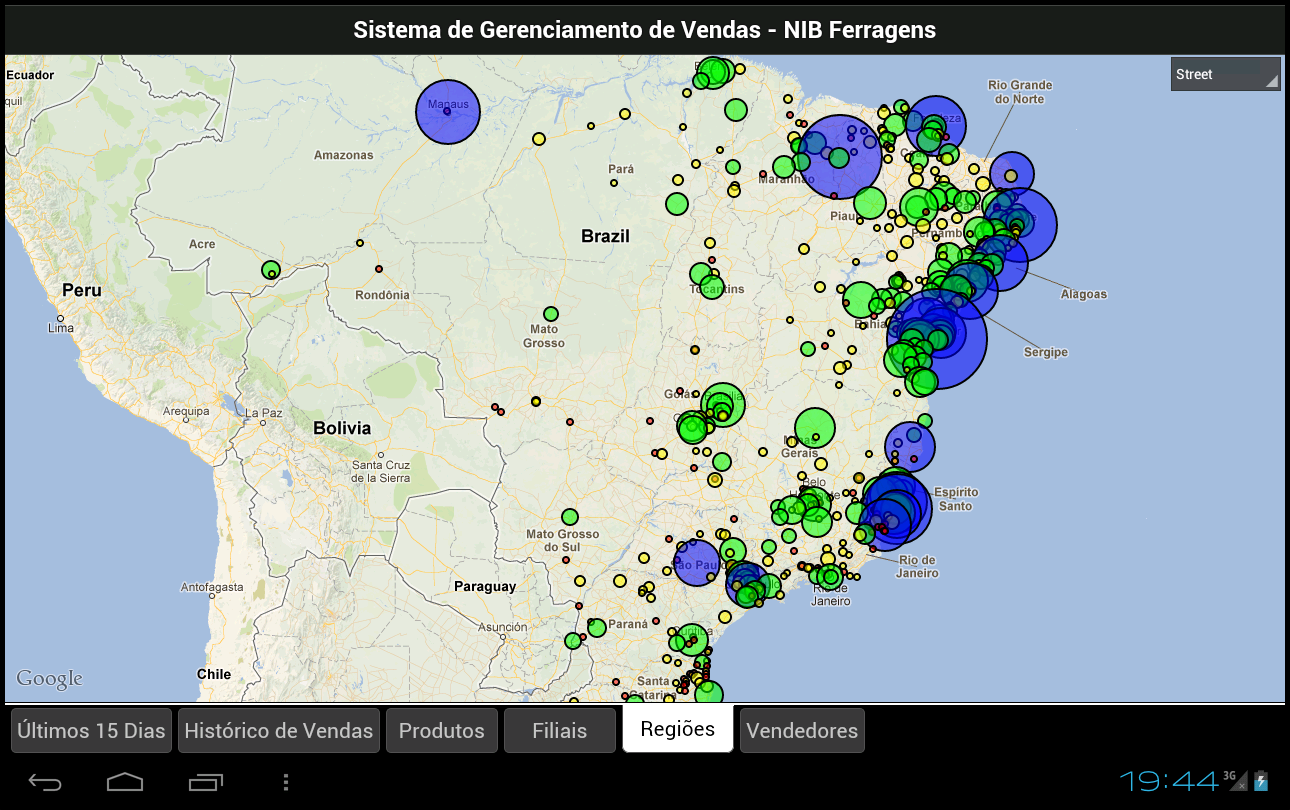 Sistema de Gerenciamento de Vendas - NIB Ferragens
Street
Ecuador
Rio Grande
do Norte
Manaus
Amazonas
Pará
Maranhão
Piauí
Brazil
Acre
Peru
Lima
Rondônia
Tocantins
Alagoas
Mato
Grosso
Bahia
Sergipe
Arequipa
La Paz
Bolivia
Santa Cruz
de la Sierra
Minas
Gerais
Belo
Espírito
Santo
Mato Grosso
do Sul
São Paulo
Rio de
Janeiro
Rio de
Janeiro
Antofagasta
Paraguay
Asunción
Paraná
Santa
Catarina
Chile
Google
Últimos 15 Dias
Histórico de Vendas
Produtos
Filiais
Regiões
Vendedores
19:44
3G